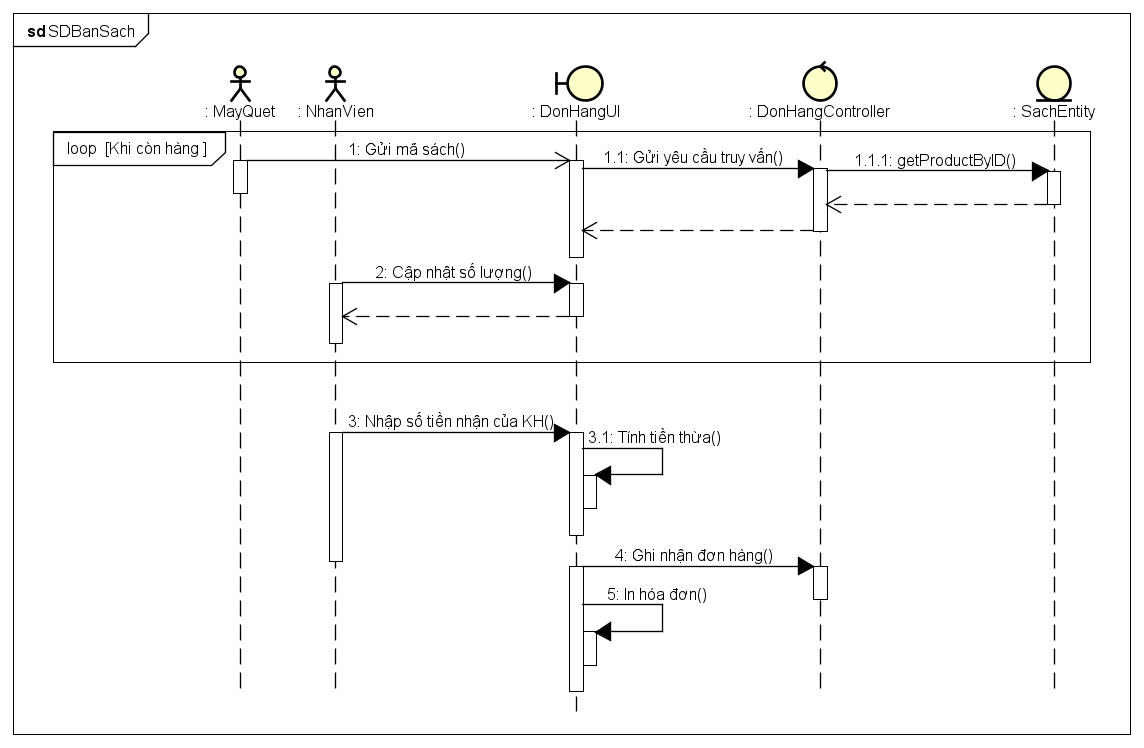 sd SDBanSach
: MayQuet
: NhanVien
: DonHangUI
: DonHangController
: SachEntity
loop [Khi còn hàng ]
1: Gửi mã sách()
1.1: Gửi yêu cầu truy vấn()
1.1.1: getProductByID()
2: Cập nhật số lượng()
3: Nhập số tiền nhận của KH()
3.1: Tính tiền thừa()
4: Ghi nhận đơn hàng()
5: In hóa đơn()